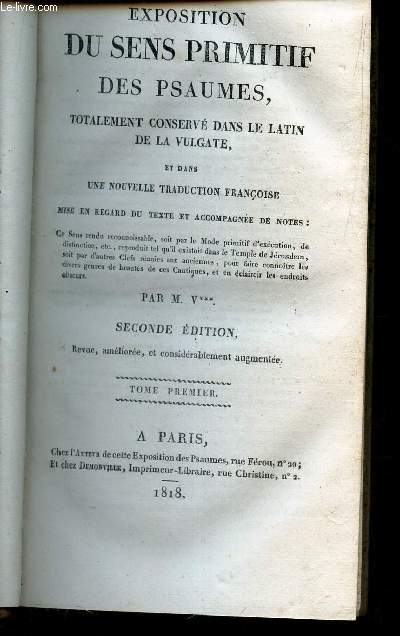 www.Le-Livre.com
EXPOSITION
DU SENS PRIMITIF
DES PSAUMES,
TOTALEMENT CONSERVÉ DANS LE LATIN
DE LA VULGATE,
ET DANS
UNE NOUVELLE TRADUCTION FRANÇOISE
MISE EN REGARD DU TEXTE ET ACCOMPAGNÉE DE NOTES :
Ce Sens rendu reconnoissable, soit par le Mode primitif d'exécution, de
distinction, etc., reproduit tel qu'il existoit dans le Temple de Jérusalem,
soit par d'autres Clefs aussi anciennes, pour faire connoître les
divers genres de beautés de ces Cantiques, et en éclaircir les endroits
obscurs.
PAR M. V***.
SECONDE ÉDITION,
Revue, améliorée, et considérablement augmentée.
TOME PREMIER.
A PARIS,
Chez l'AUTEUR de cette Exposition des Psaumes, rue Férou, n° 20;
Et chez DEMONVILLE, Imprimeur-Libraire, rue Christine, n° 2.
1818.